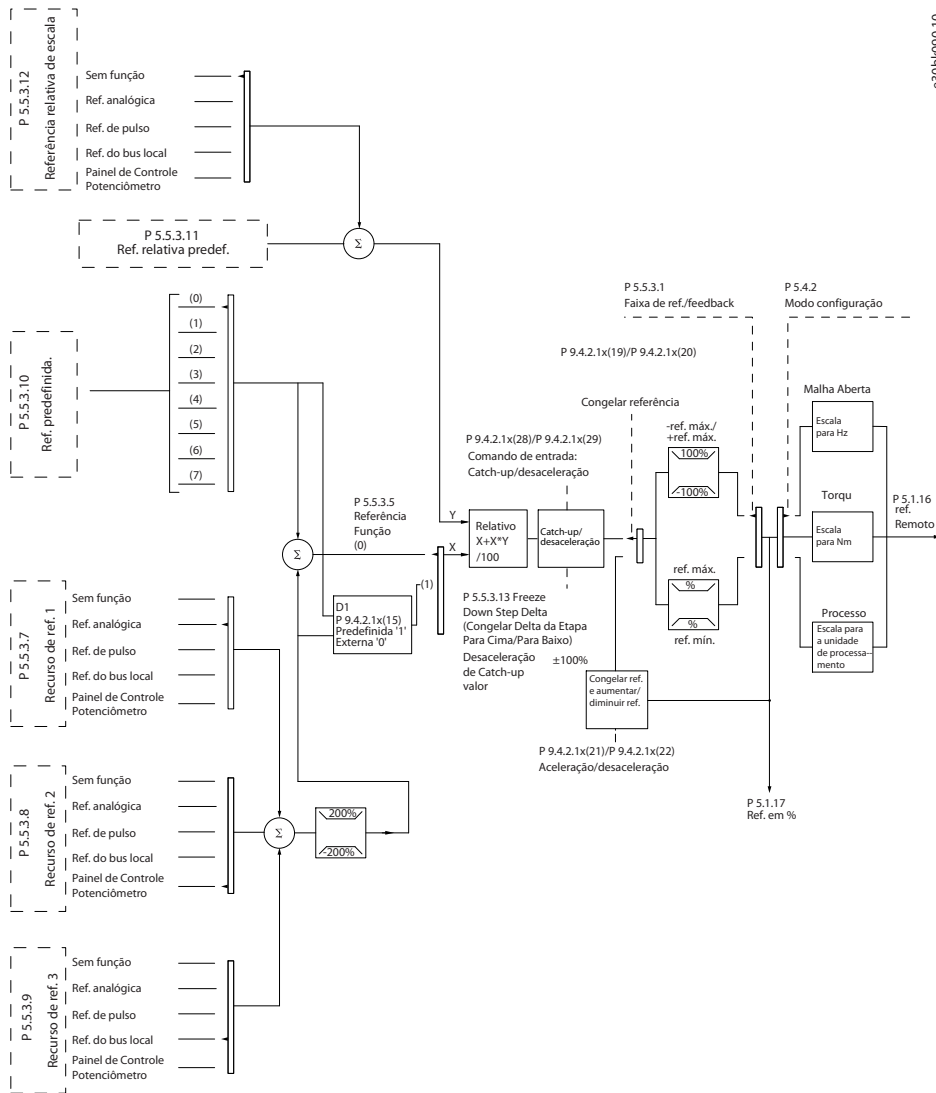 P 5.5.3.12
Referência relativa de escala
Sem função
Ref. analógica
Ref. de pulso
Ref. do bus local
Painel de Controle
Potenciômetro
Σ
P 5.5.3.11
Ref. relativa predef.
P 5.5.3.10
Ref. predefinida.
(0)
(1)
(2)
(3)
(4)
(5)
(6)
(7)
Σ
P 5.5.3.5
Referência
Função
(0)
(1)
D1
P 9.4.2.1x(15)
Predefinida '1'
Externa '0'
Y
X
Relativo
X+X*Y
/100
P 9.4.2.1x(28)/P 9.4.2.1x(29)
Comando de entrada:
Catch-up/desaceleração
Catch-up/
desaceleração
P 5.5.3.13 Freeze
Down Step Delta
(Congelar Delta da Etapa
Para Cima/Para Baixo)
Desaceleração
de Catch-up
valor
±100%
P 9.4.2.1x(19)/P 9.4.2.1x(20)
Congelar referência
Congelar ref.
e aumentar/
diminuir ref.
P 9.4.2.1x(21)/P 9.4.2.1x(22)
Aceleração/desaceleração
P 5.5.3.1
Faixa de ref./feedback
-ref. máx./
+ref. máx.
100%
-100%
ref. máx.
%
%
ref. mín.
P 5.4.2
Modo configuração
Malha Aberta
Escala
para Hz
Torqu
Escala
para Nm
Processo
Escala para
a unidade
de processa--
mento
P 5.1.16
ref.
Remoto
P 5.1.17
Ref. em %
P 5.5.3.7
Recurso de ref. 1
Sem função
Ref. analógica
Ref. de pulso
Ref. do bus local
Painel de Controle
Potenciômetro
P 5.5.3.8
Recurso de ref. 2
Sem função
Ref. analógica
Ref. de pulso
Ref. do bus local
Painel de Controle
Potenciômetro
Σ
200%
-200%
P 5.5.3.9
Recurso de ref. 3
Sem função
Ref. analógica
Ref. de pulso
Ref. do bus local
Painel de Controle
Potenciômetro